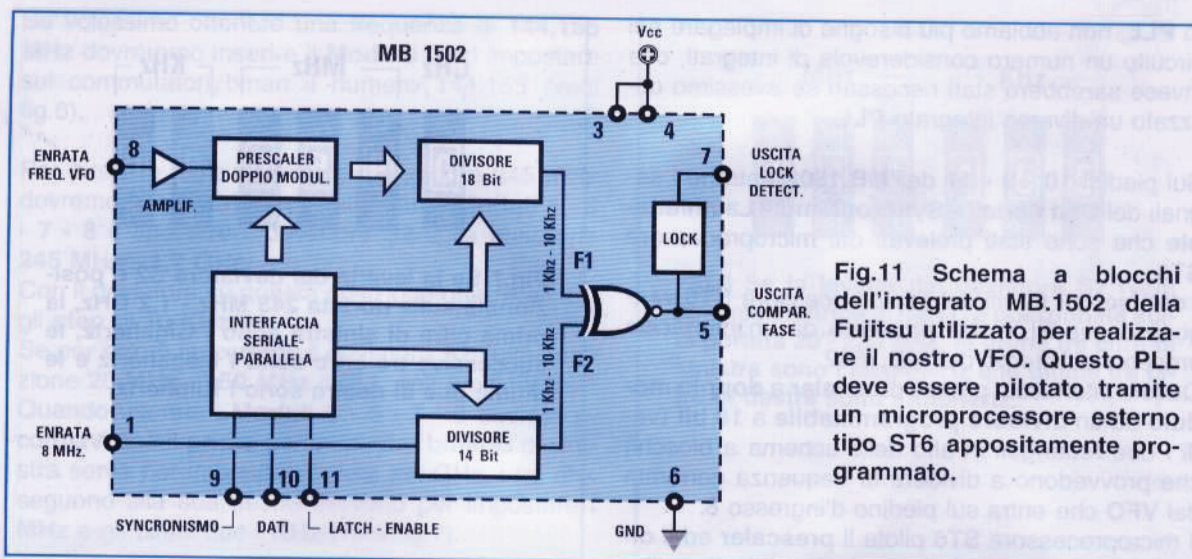 MB 1502
Vcc
3
4
ENRATA
FREQ. VFO
8
AMPLIF.
PRESCALER
DOPPIO MODUL.
DIVISORE
18 Bit
7
USCITA
LOCK
DETECT.
LOCK
1 Khz - 10 Khz
F1
F2
1 Khz - 10 Khz
5
USCITA
COMPAR.
FASE
INTERFACCIA
SERIALE-
PARALLELA
ENRATA
8 MHz.
1
DIVISORE
14 Bit
9
10
11
6
SYNCRONISMO
DATI
LATCH - ENABLE
GND
Fig.11 Schema a blocchi
dell'integrato MB.1502 della
Fujitsu utilizzato per realizza-
re il nostro VFO. Questo PLL
deve essere pilotato tramite
un microprocessore esterno
tipo ST6 appositamente pro-
grammato.